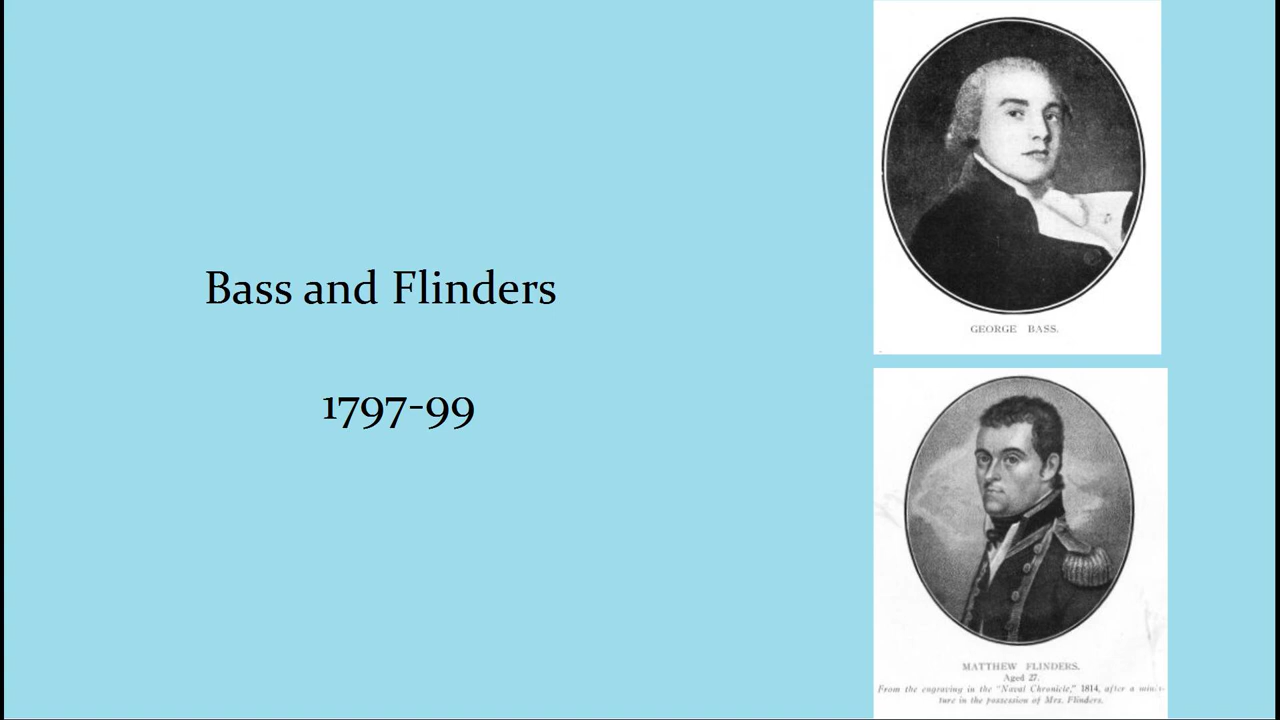 Bass and Flinders
1797-99
GEORGE BASS.
MATTHEW FLINDERS.
Aged 27.
From the engraving in the "Naval Chronicle," 1814, after a minia-
ture in the possession of Mrs. Flinders.